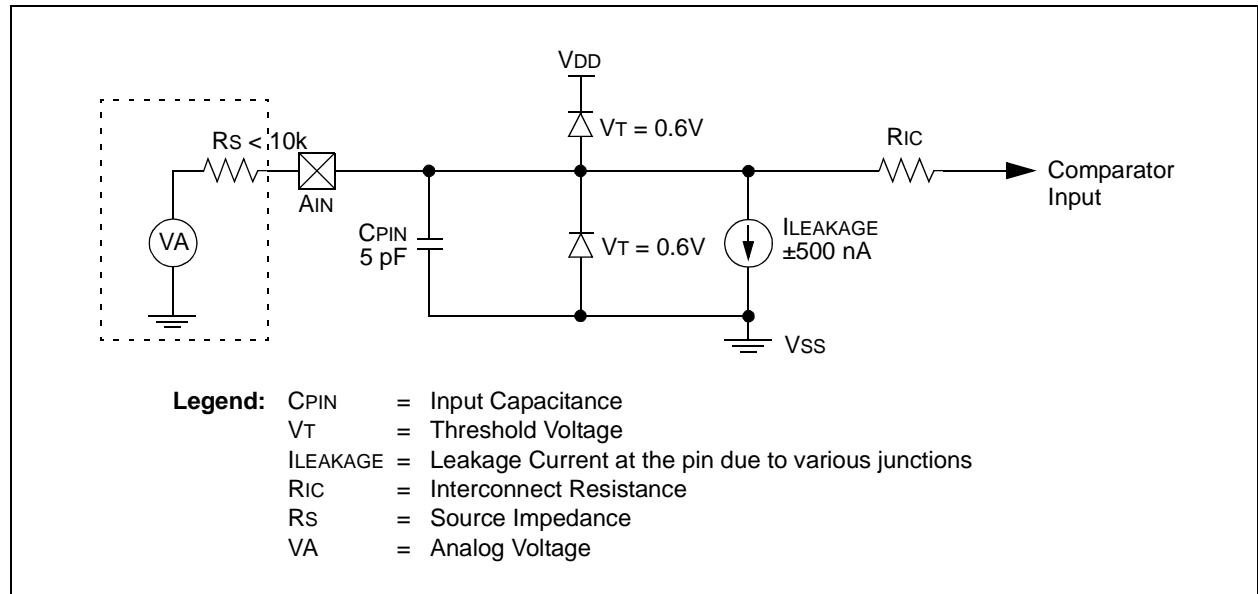 VDD
VT = 0.6V
RS < 10k
RIC
AIN
Comparator
Input
VA
CPIN
5 pF
VT = 0.6V
ILEAKAGE
±500 nA
VSS
Legend: CPIN = Input Capacitance
VT = Threshold Voltage
ILEAKAGE = Leakage Current at the pin due to various junctions
RIC = Interconnect Resistance
RS = Source Impedance
VA = Analog Voltage